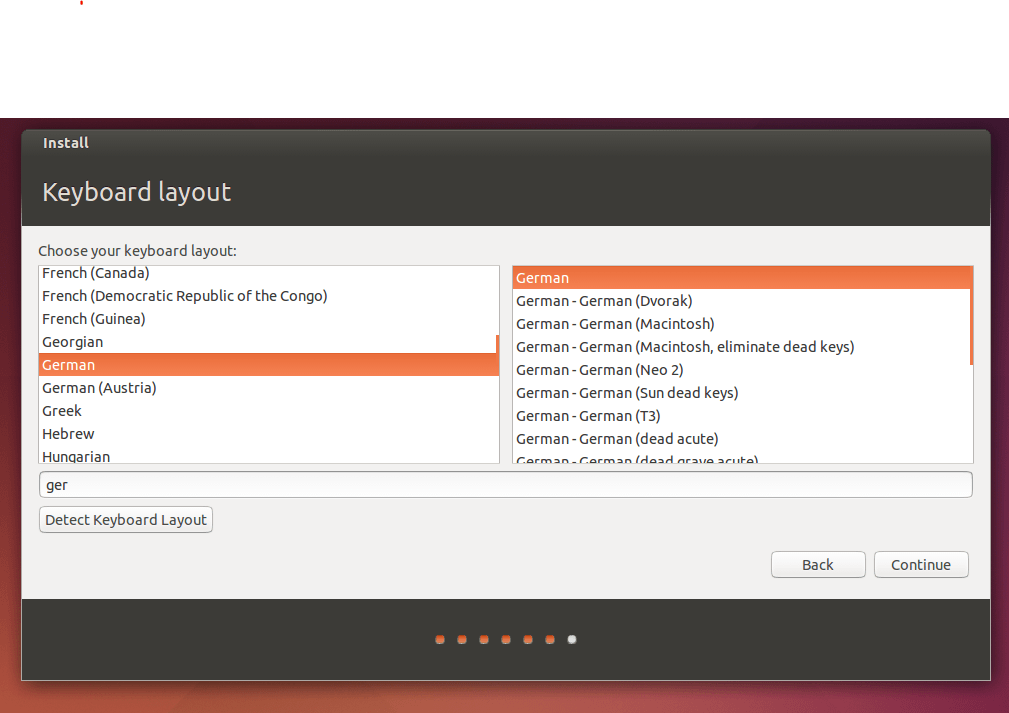 Install
Keyboard layout
Choose your keyboard layout:
French (Canada)
French (Democratic Republic of the Congo)
French (Guinea)
Georgian
German
German (Austria)
Greek
Hebrew
Hungarian
German
German - German (Dvorak)
German - German (Macintosh)
German - German (Macintosh, eliminate dead keys)
German - German (Neo 2)
German - German (Sun dead keys)
German - German (T3)
German - German (dead acute)
German - German (dead grave acute)
ger
Detect Keyboard Layout
Back
Continue